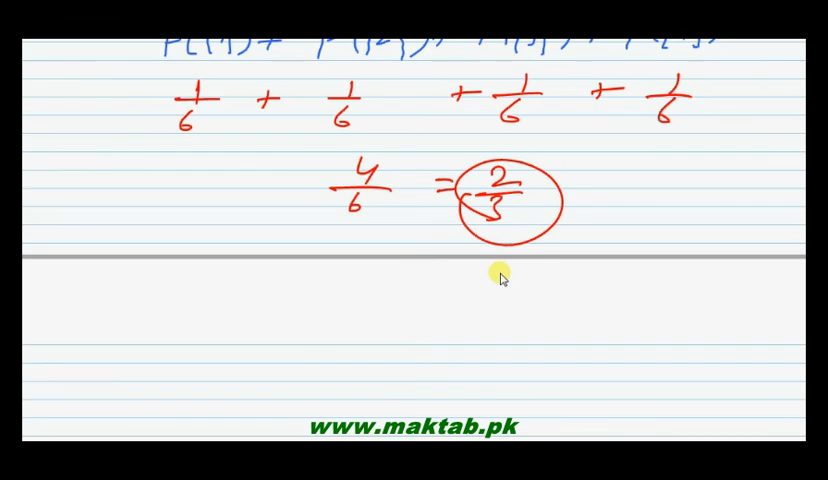 1/6 + 1/6 + 1/6 + 1/6
4/6 = 2/3
www.maktab.pk